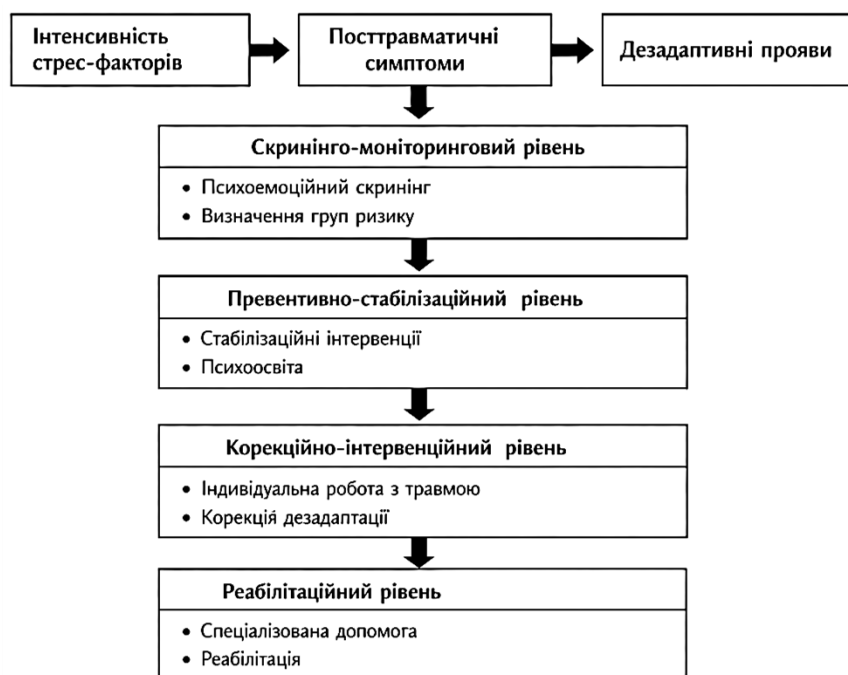 Інтенсивність
стрес-факторів
Посттравматичні
симптоми
Дезадаптивні прояви
Скринінго-моніторинговий рівень
• Психоемоційний скринінг
• Визначення груп ризику
Превентивно-стабілізаційний рівень
• Стабілізаційні інтервенції
• Психоосвіта
Корекційно-інтервенційний рівень
• Індивідуальна робота з травмою
• Корекція дезадаптації
Реабілітаційний рівень
• Спеціалізована допомога
• Реабілітація